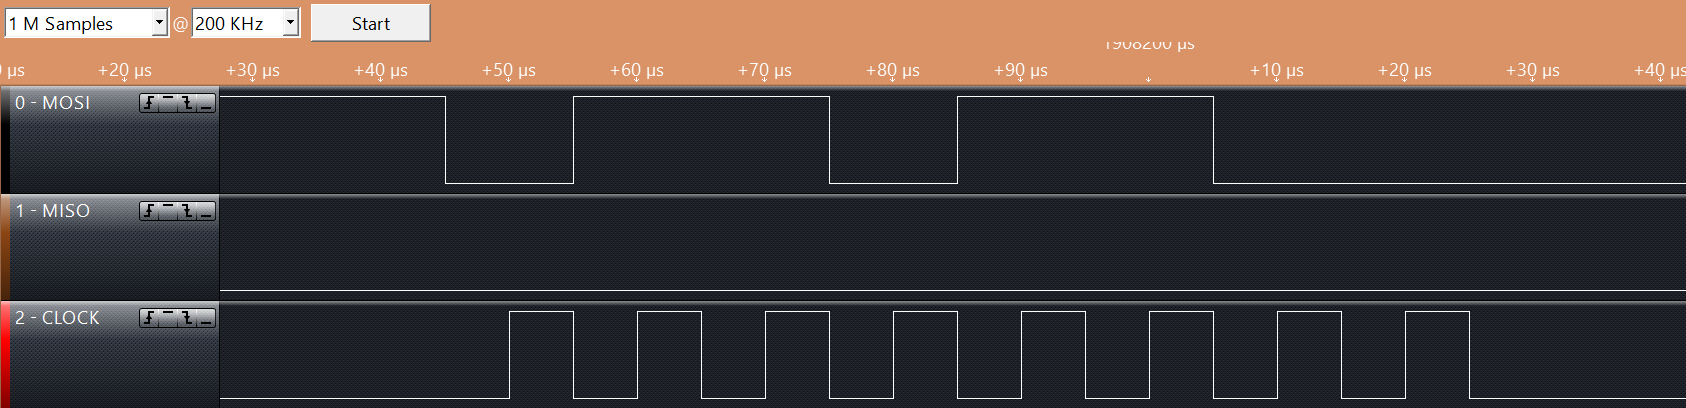 1 M Samples @ 200 KHz Start
1908200 µs
0 µs +20 µs +30 µs +40 µs +50 µs +60 µs +70 µs +80 µs +90 µs +10 µs +20 µs +30 µs +40 µs
0 - MOSI
1 - MISO
2 - CLOCK